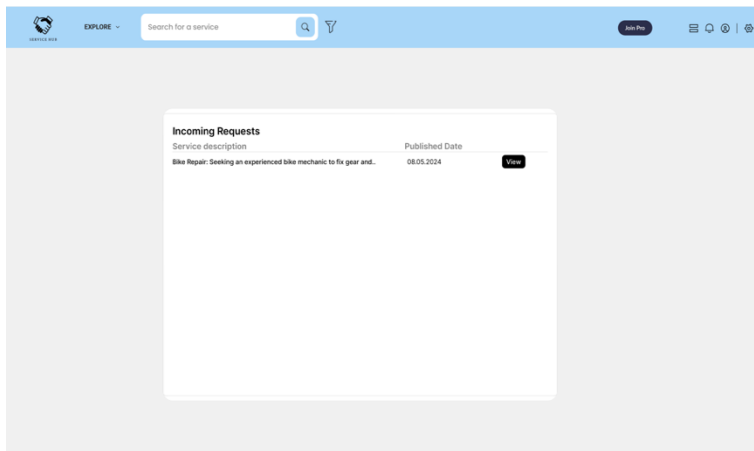 SERVICE BOX
EXPLORE
Search for a service
Join Pro
Incoming Requests
Service description Published Date
Bike Repair: Seeking an experienced bike mechanic to fix gear and.. 08.05.2024 View